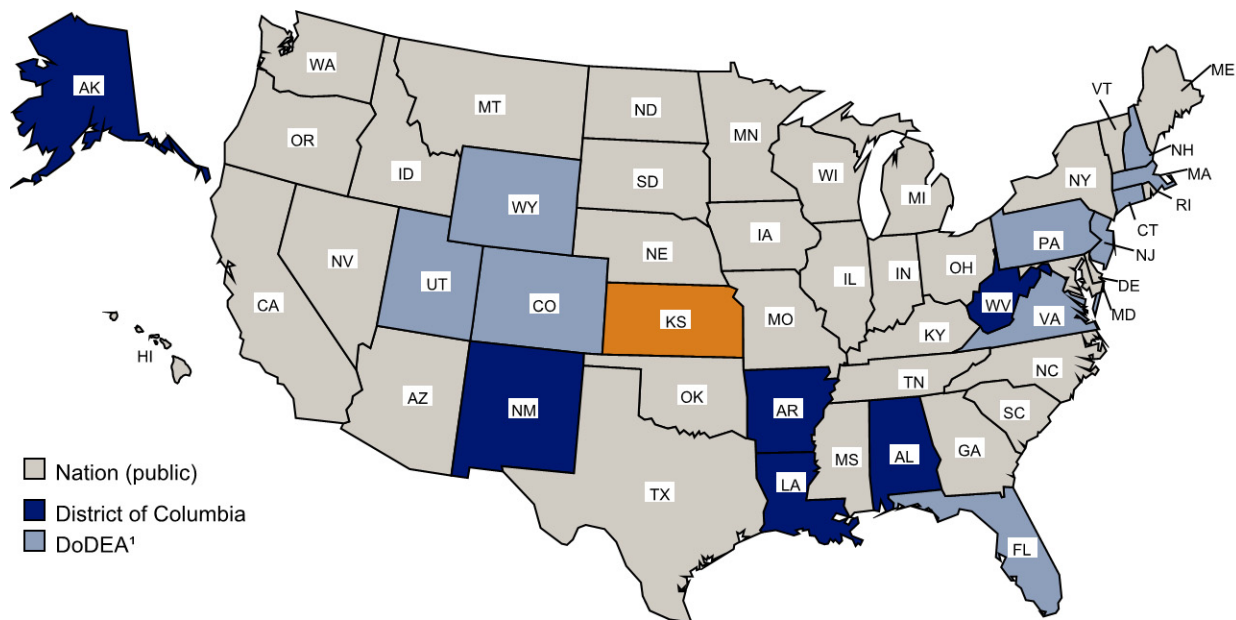 AK
WA
MT
ND
MN
VT
ME
OR
ID
SD
WI
MI
NY
NH
MA
RI
CT
WY
NV
UT
CO
NE
IA
IL
IN
OH
PA
NJ
DE
MD
CA
KS
MO
KY
WV
VA
HI
AZ
NM
OK
AR
TN
NC
SC
TX
LA
MS
AL
GA
FL
Nation (public)
District of Columbia
DoDEA¹